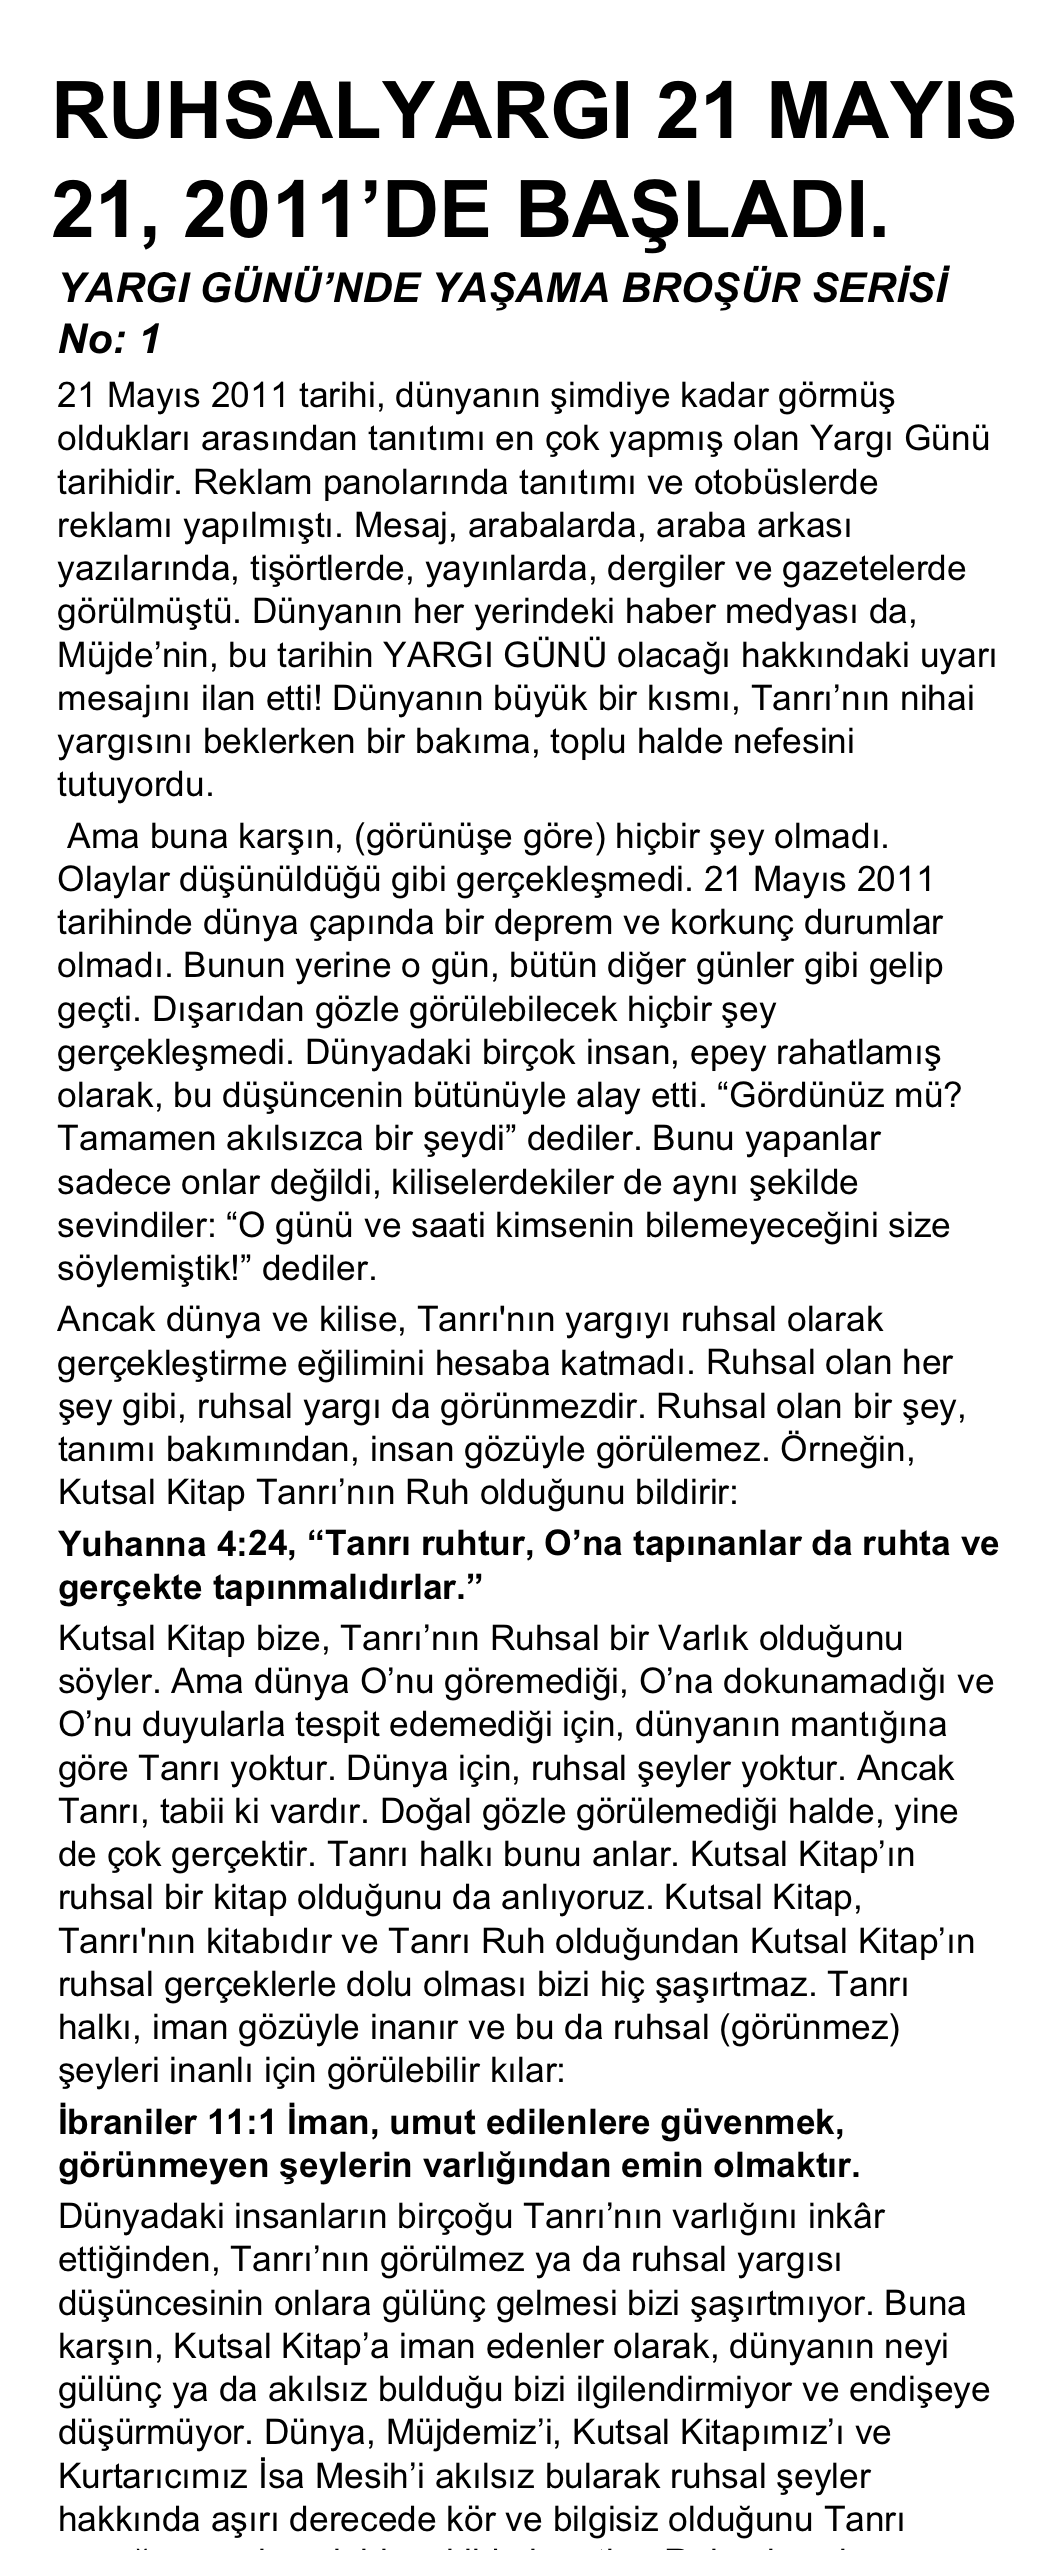 RUHSALYARGI 21 MAYIS
21, 2011’DE BAŞLADI.
YARGI GÜNÜ’NDE YAŞAMA BROŞÜR SERİSİ
No: 1
21 Mayıs 2011 tarihi, dünyanın şimdiye kadar görmüş
oldukları arasından tanıtımı en çok yapmış olan Yargı Günü
tarihidir. Reklam panolarında tanıtımı ve otobüslerde
reklamı yapılmıştı. Mesaj, arabalarda, araba arkası
yazılarında, tişörtlerde, yayınlarda, dergiler ve gazetelerde
görülmüştü. Dünyanın her yerindeki haber medyası da,
Müjde’nin, bu tarihin YARGI GÜNÜ olacağı hakkındaki uyarı
mesajını ilan etti! Dünyanın büyük bir kısmı, Tanrı’nın nihai
yargısını beklerken bir bakıma, toplu halde nefesini
tutuyordu.
Ama buna karşın, (görünüşe göre) hiçbir şey olmadı.
Olaylar düşünüldüğü gibi gerçekleşmedi. 21 Mayıs 2011
tarihinde dünya çapında bir deprem ve korkunç durumlar
olmadı. Bunun yerine o gün, bütün diğer günler gibi gelip
geçti. Dışarıdan gözle görülebilecek hiçbir şey
gerçekleşmedi. Dünyadaki birçok insan, epey rahatlamış
olarak, bu düşüncenin bütünüyle alay etti. “Gördünüz mü?
Tamamen akılsızca bir şeydi” dediler. Bunu yapanlar
sadece onlar değildi, kiliselerdekiler de aynı şekilde
sevindiler: “O günü ve saati kimsenin bilemeyeceğini size
söylemiştik!” dediler.
Ancak dünya ve kilise, Tanrı'nın yargıyı ruhsal olarak
gerçekleştirme eğilimini hesaba katmadı. Ruhsal olan her
şey gibi, ruhsal yargı da görünmezdir. Ruhsal olan bir şey,
tanımı bakımından, insan gözüyle görülemez. Örneğin,
Kutsal Kitap Tanrı’nın Ruh olduğunu bildirir:
Yuhanna 4:24, “Tanrı ruhtur, O’na tapınanlar da ruhta ve
gerçekte tapınmalıdırlar.”
Kutsal Kitap bize, Tanrı’nın Ruhsal bir Varlık olduğunu
söyler. Ama dünya O’nu göremediği, O’na dokunamadığı ve
O’nu duyularla tespit edemediği için, dünyanın mantığına
göre Tanrı yoktur. Dünya için, ruhsal şeyler yoktur. Ancak
Tanrı, tabii ki vardır. Doğal gözle görülemediği halde, yine
de çok gerçektir. Tanrı halkı bunu anlar. Kutsal Kitap’ın
ruhsal bir kitap olduğunu da anlıyoruz. Kutsal Kitap,
Tanrı'nın kitabıdır ve Tanrı Ruh olduğundan Kutsal Kitap’ın
ruhsal gerçeklerle dolu olması bizi hiç şaşırtmaz. Tanrı
halkı, iman gözüyle inanır ve bu da ruhsal (görünmez)
şeyleri inanlı için görülebilir kılar:
İbraniler 11:1 İman, umut edilenlere güvenmek,
görünmeyen şeylerin varlığından emin olmaktır.
Dünyadaki insanların birçoğu Tanrı’nın varlığını inkâr
ettiğinden, Tanrı’nın görülmez ya da ruhsal yargısı
düşüncesinin onlara gülünç gelmesi bizi şaşırtmıyor. Buna
karşın, Kutsal Kitap’a iman edenler olarak, dünyanın neyi
gülünç ya da akılsız bulduğu bizi ilgilendirmiyor ve endişeye
düşürmüyor. Dünya, Müjdemiz’i, Kutsal Kitapımız’ı ve
Kurtarıcımız İsa Mesih’i akılsız bularak ruhsal şeyler
hakkında aşırı derecede kör ve bilgisiz olduğunu Tanrı